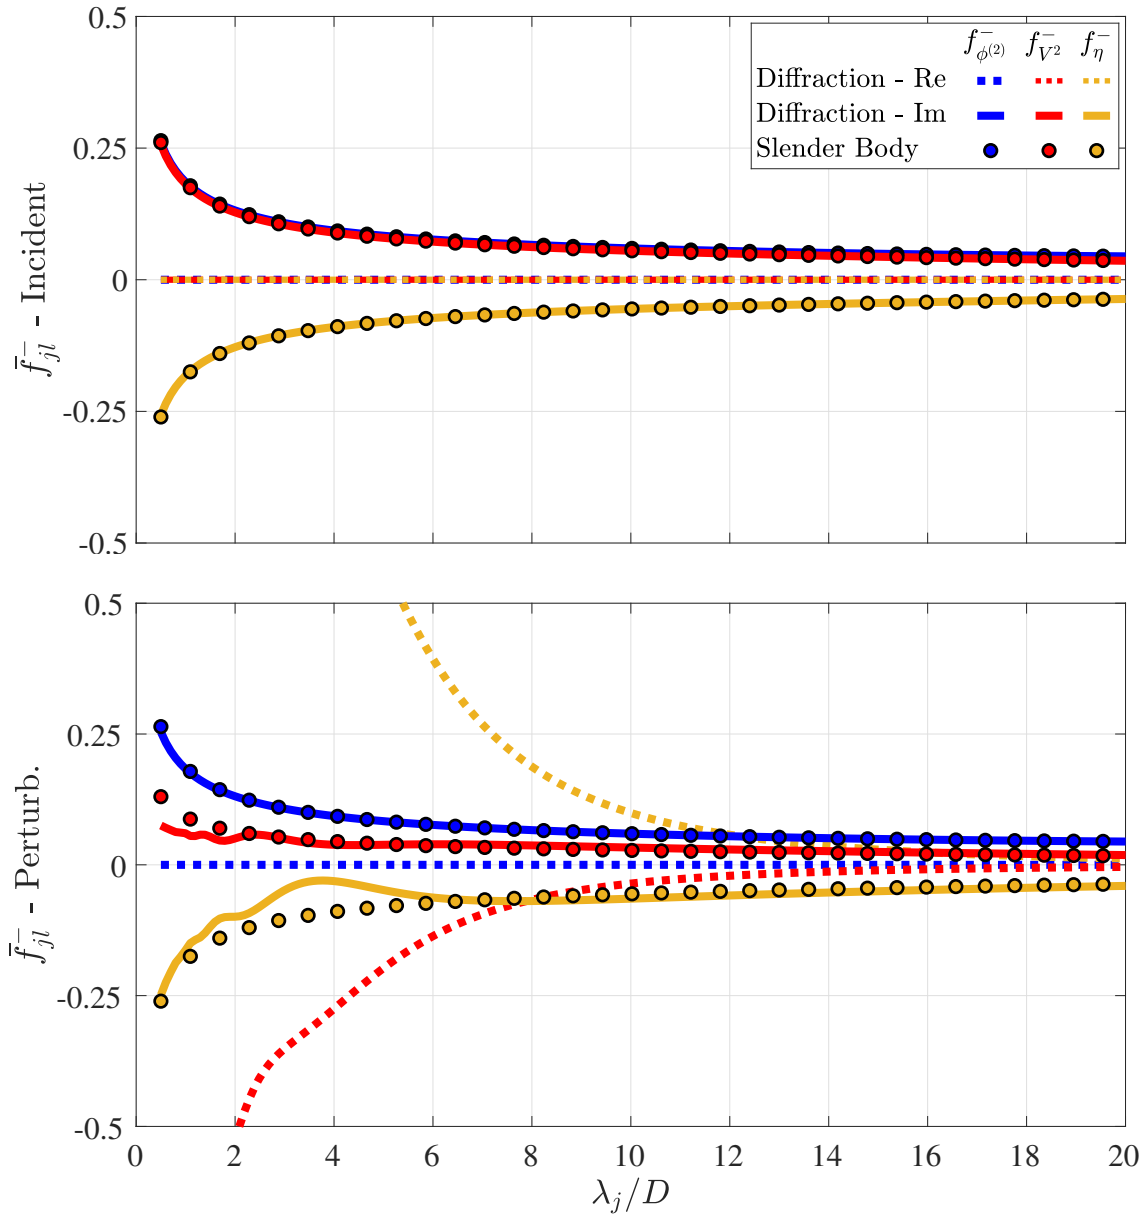 0.5
f⁻_ϕ⁽²⁾ f⁻_V² f⁻_η
Diffraction - Re
Diffraction - Im
Slender Body
0.25
0
-0.25
-0.5
f̄⁻_jl - Incident
0.5
0.25
0
-0.25
-0.5
f̄⁻_jl - Perturb.
0 2 4 6 8 10 12 14 16 18 20
λ_j/D